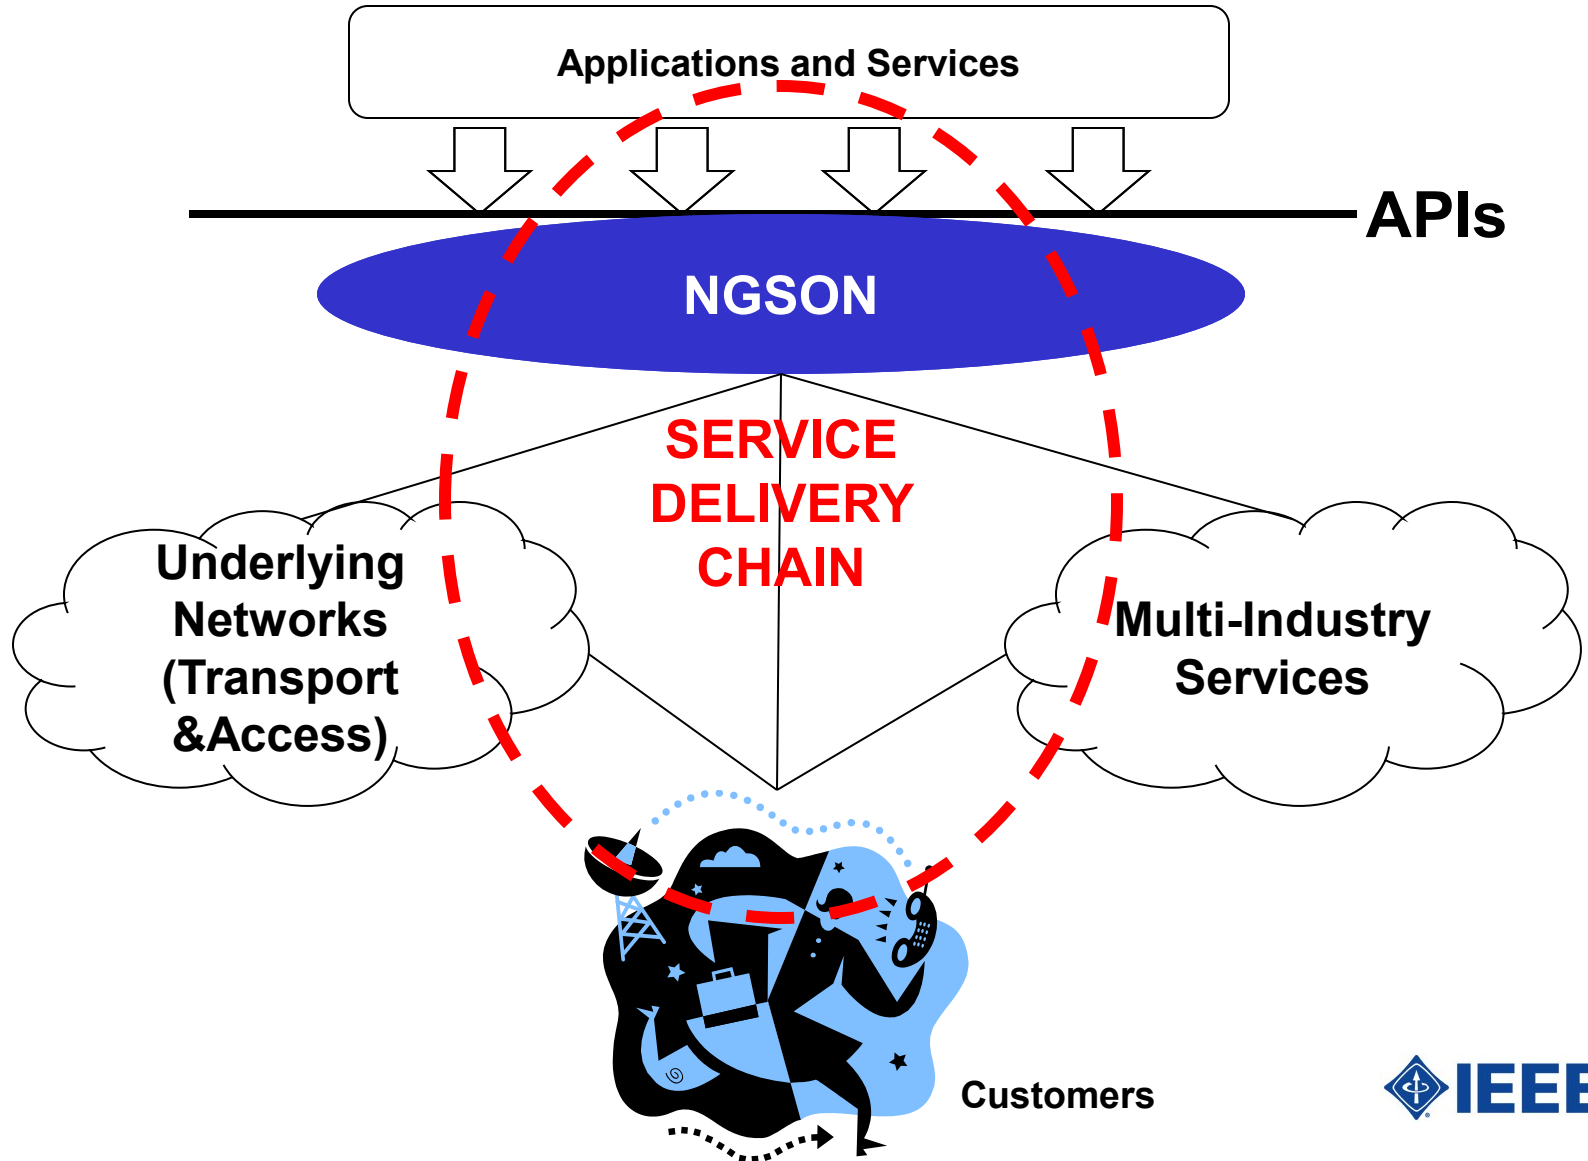 Applications and Services
APIs
NGSON
SERVICE
DELIVERY
CHAIN
Underlying
Networks
(Transport
&Access)
Multi-Industry
Services
Customers
IEEE